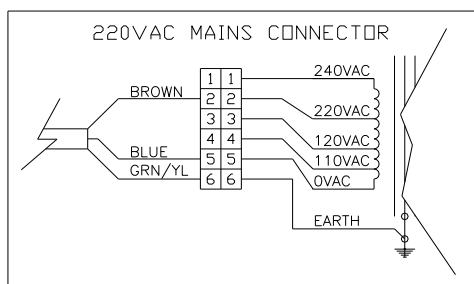 220VAC MAINS CONNECTOR
240VAC
1 1
BROWN
2 2
220VAC
3 3
120VAC
4 4
110VAC
BLUE
5 5
GRN/YL
0VAC
6 6
EARTH